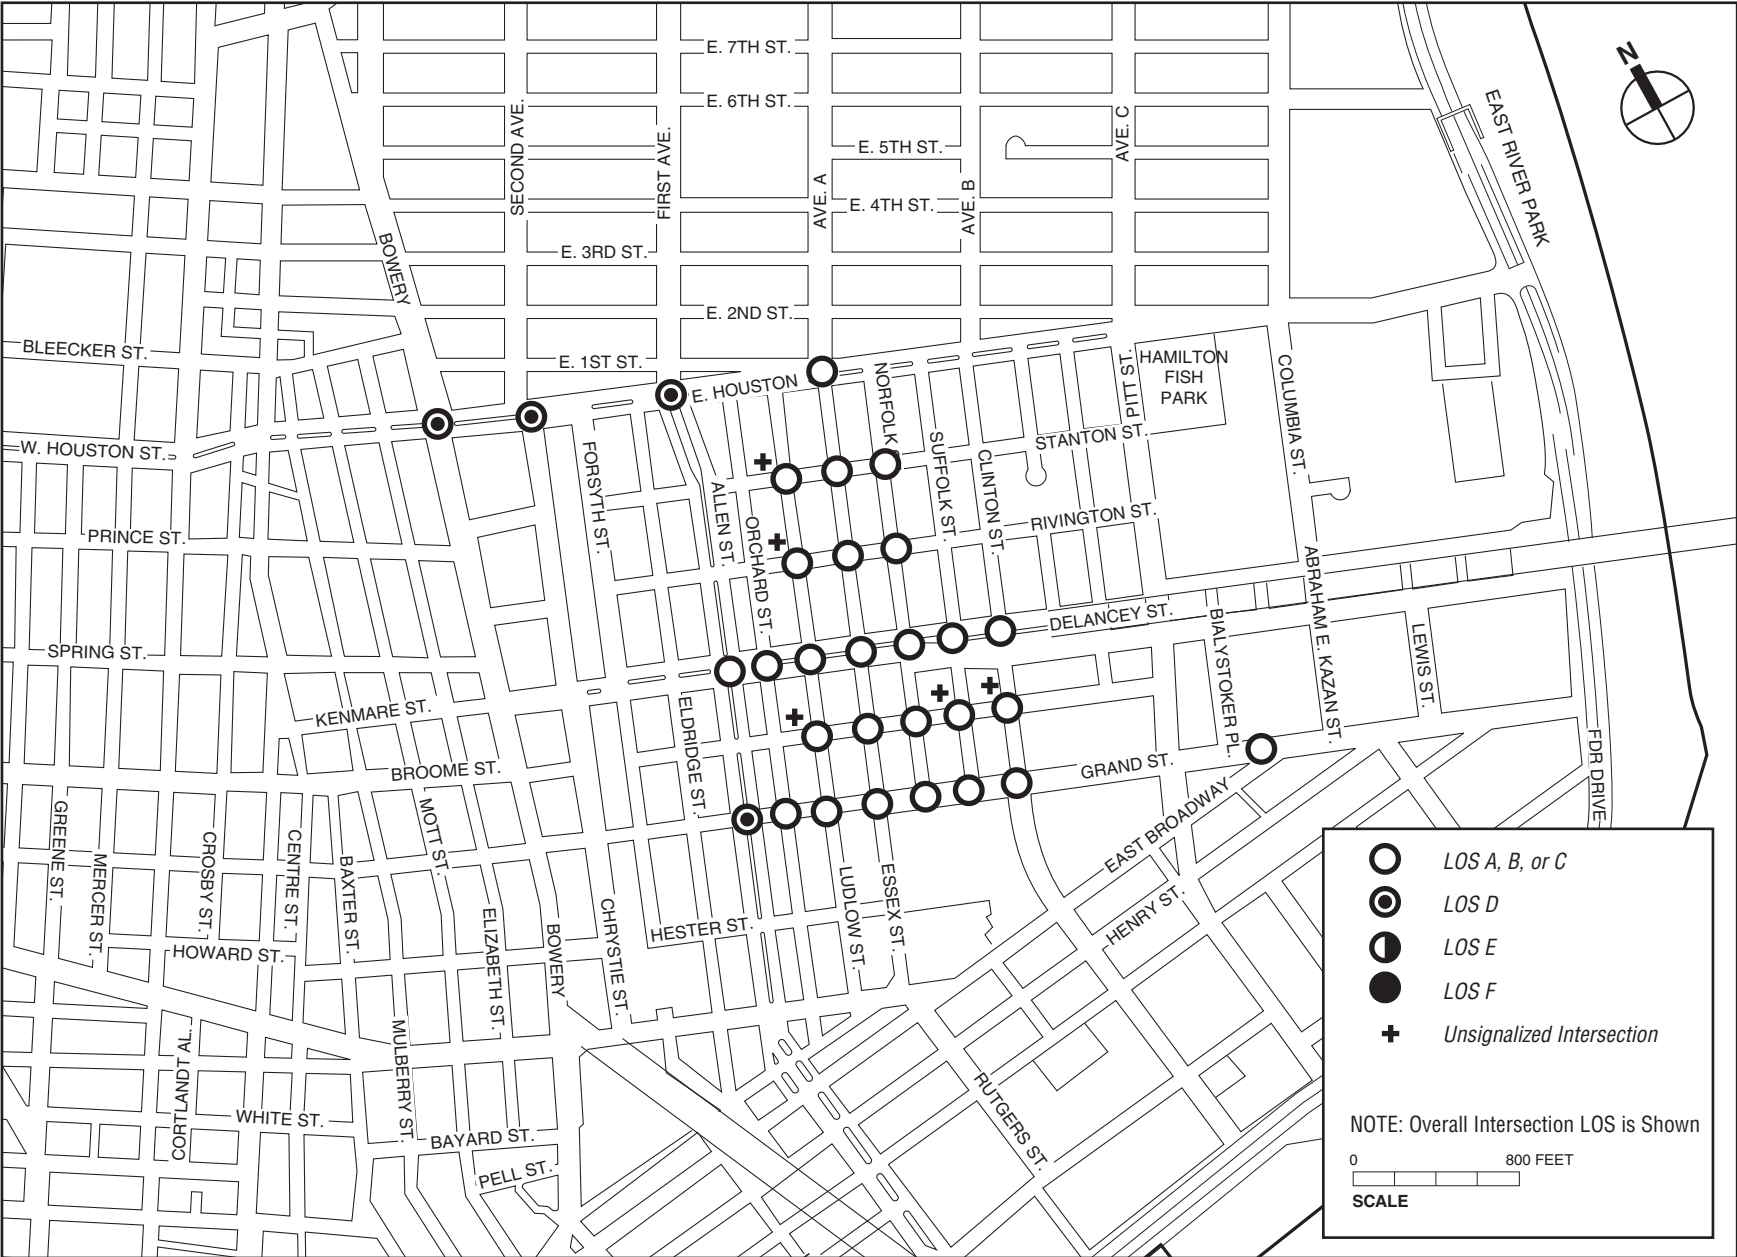 E. 7TH ST.
N
E. 6TH ST.
EAST RIVER PARK
SECOND AVE.
FIRST AVE.
AVE. C
E. 5TH ST.
AVE. A
AVE. B
E. 4TH ST.
BOWERY
E. 3RD ST.
E. 2ND ST.
BLEECKER ST.
E. 1ST ST.
E. HOUSTON
NORFOLK
PITT ST.
HAMILTON
FISH
PARK
COLUMBIA ST.
W. HOUSTON ST.
FORSYTH ST.
SUFFOLK ST.
CLINTON ST.
STANTON ST.
ALLEN ST.
ORCHARD ST.
RIVINGTON ST.
PRINCE ST.
ABRAHAM E. KAZAN ST.
DELANCEY ST.
BIALYSTOKER PL.
LEWIS ST.
SPRING ST.
KENMARE ST.
ELDRIDGE ST.
FDR DRIVE
BROOME ST.
GRAND ST.
EAST BROADWAY
GREENE ST.
MERCER ST.
CROSBY ST.
CENTRE ST.
BAXTER ST.
MOTT ST.
ELIZABETH ST.
BOWERY
CHRYSTIE ST.
HESTER ST.
LUDLOW ST.
ESSEX ST.
HENRY ST.
HOWARD ST.
CORTLANDT AL.
MULBERRY ST.
WHITE ST.
BAYARD ST.
PELL ST.
RUTGERS ST.
LOS A, B, or C
LOS D
LOS E
LOS F
Unsignalized Intersection
NOTE: Overall Intersection LOS is Shown
0 800 FEET
SCALE